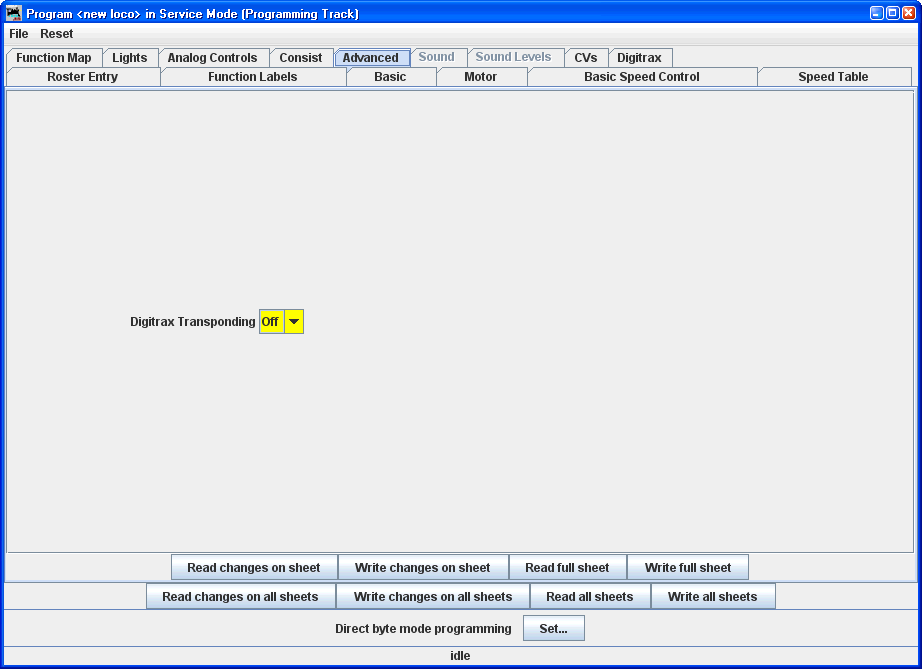 Program <new loco> in Service Mode (Programming Track)
File Reset
Function Map Lights Analog Controls Consist Advanced Sound Sound Levels CVs Digitrax
Roster Entry Function Labels Basic Motor Basic Speed Control Speed Table
Digitrax Transponding Off
Read changes on sheet Write changes on sheet Read full sheet Write full sheet
Read changes on all sheets Write changes on all sheets Read all sheets Write all sheets
Direct byte mode programming Set...
idle